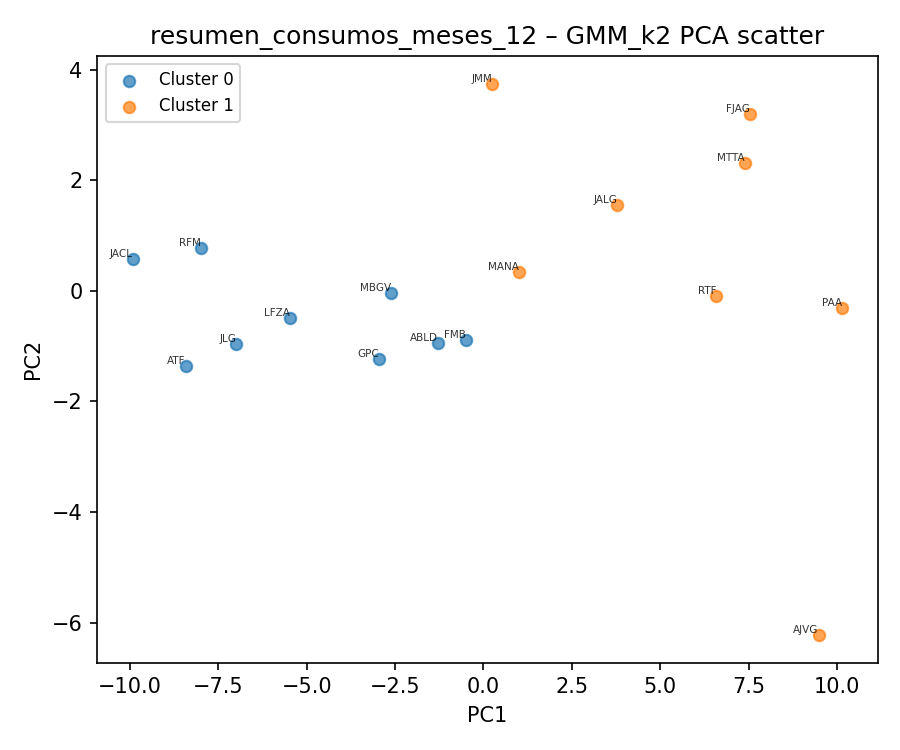 resumen_consumos_meses_12 – GMM_k2 PCA scatter
Cluster 0
Cluster 1
JMM
FJAG
MTTA
JALG
RFM
JACL
MANA
MBGV
RTF
PAA
LFZA
JLG
ABLD
FMB
GPC
ATF
AJVG
4
2
0
−2
−4
−6
PC2
−10.0
−7.5
−5.0
−2.5
0.0
2.5
5.0
7.5
10.0
PC1